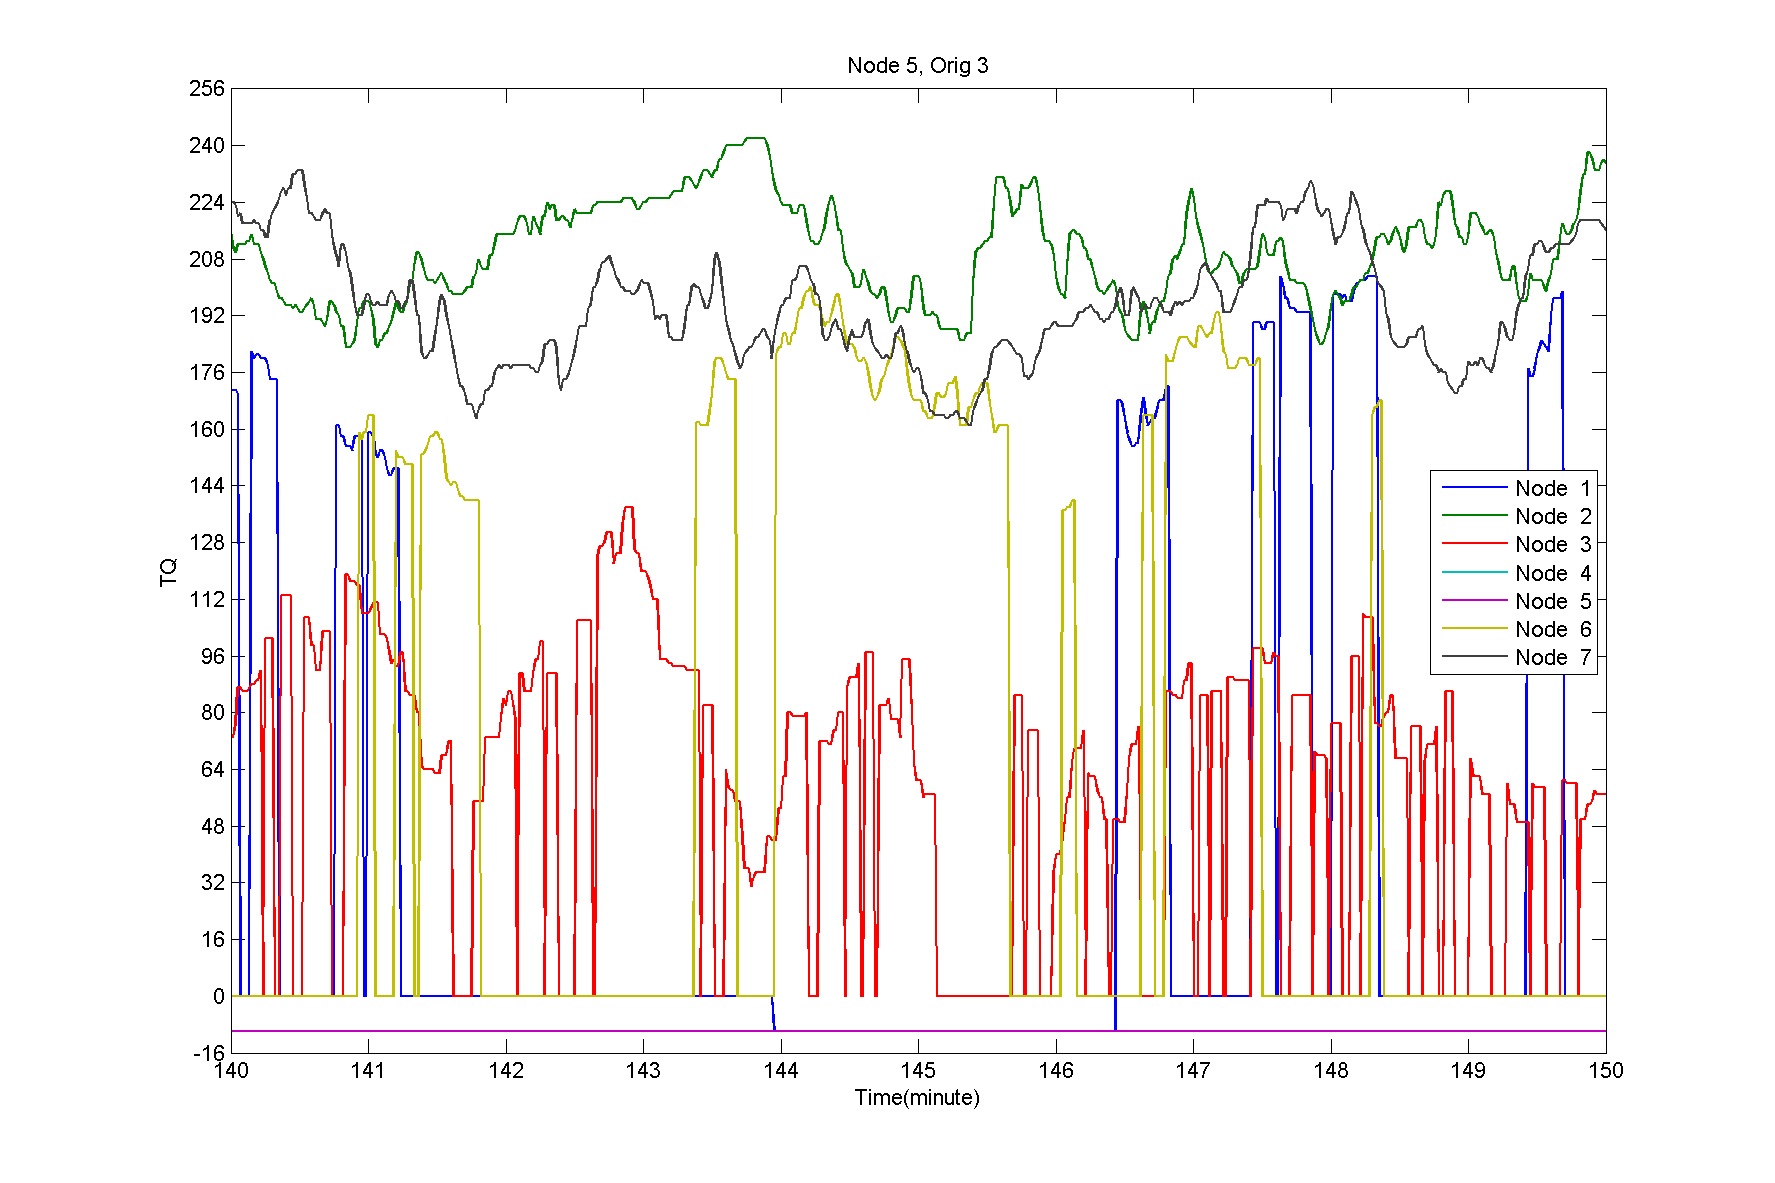 Node 5, Orig 3
256
240
224
208
192
176
160
144
128
112
96
80
64
48
32
16
0
-16
TQ
Node 1
Node 2
Node 3
Node 4
Node 5
Node 6
Node 7
140 141 142 143 144 145 146 147 148 149 150
Time(minute)